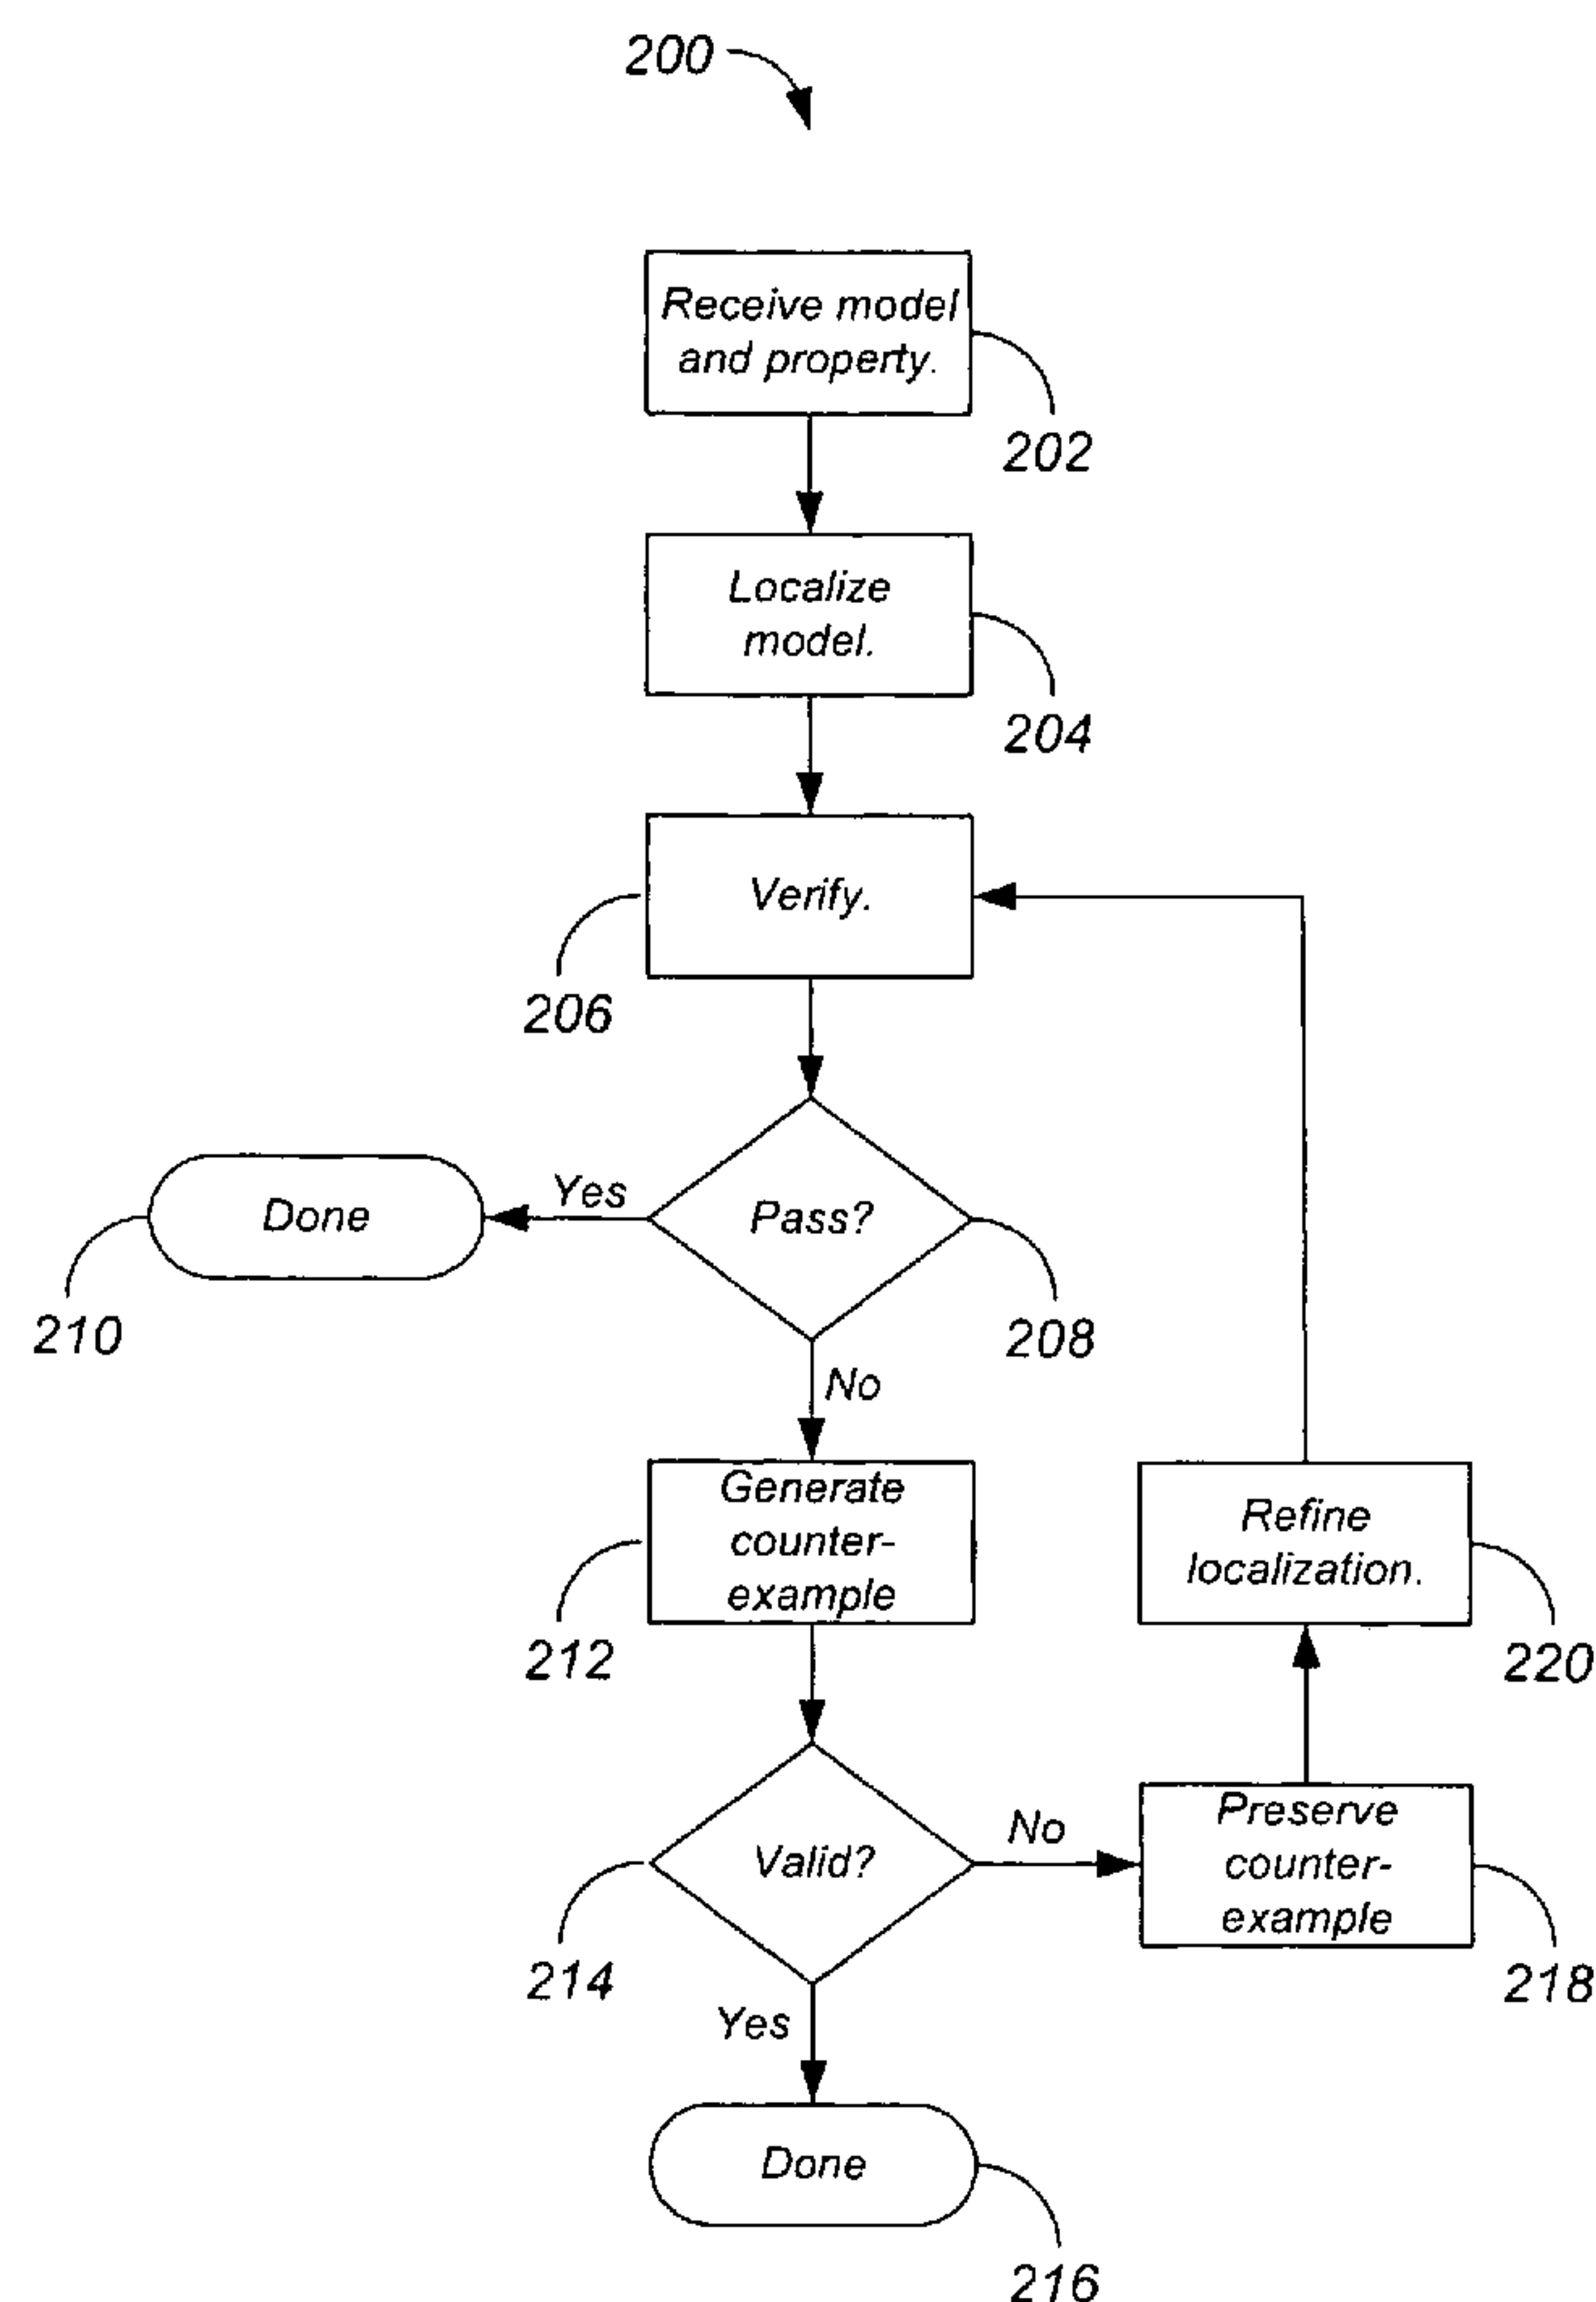 200
Receive model
and property.
202
Localize
model.
204
Verify.
206
Done
Yes
Pass?
210
208
No
Generate
counter-
example
212
Refine
localization.
220
Valid?
No
Preserve
counter-
example
214
218
Yes
Done
216